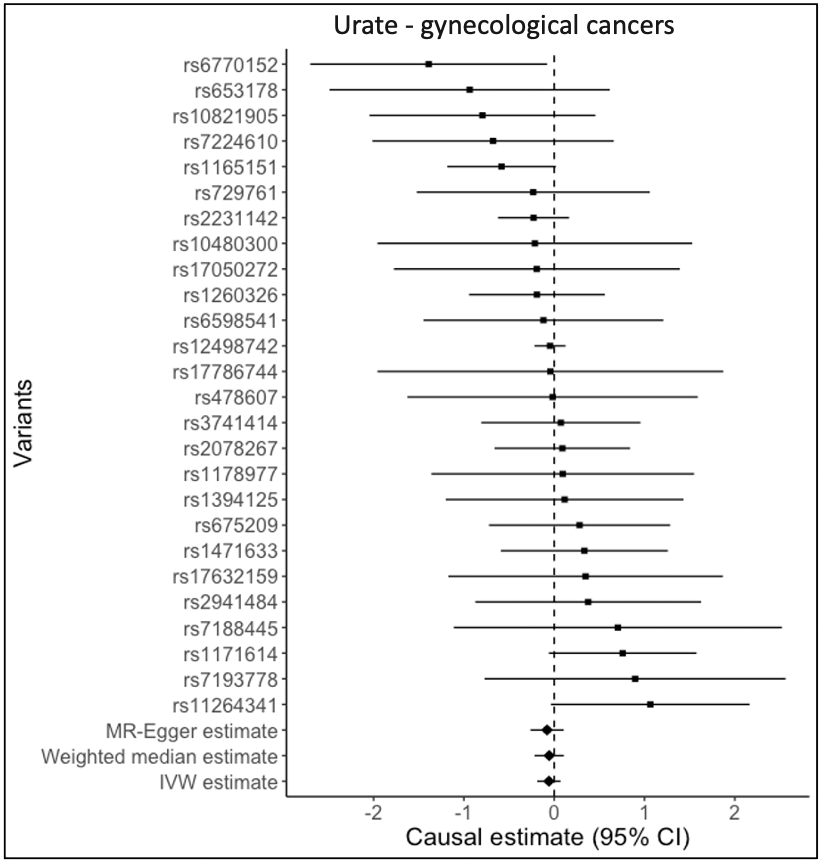 Urate - gynecological cancers
Variants
rs6770152
rs653178
rs10821905
rs7224610
rs1165151
rs729761
rs2231142
rs10480300
rs17050272
rs1260326
rs6598541
rs12498742
rs17786744
rs478607
rs3741414
rs2078267
rs1178977
rs1394125
rs675209
rs1471633
rs17632159
rs2941484
rs7188445
rs1171614
rs7193778
rs11264341
MR-Egger estimate
Weighted median estimate
IVW estimate
-2 -1 0 1 2
Causal estimate (95% CI)